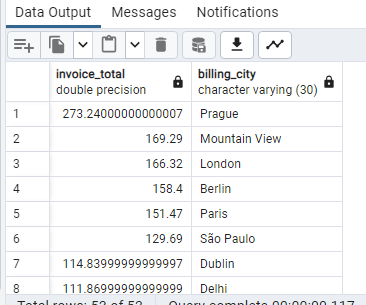 Data Output Messages Notifications
invoice_total billing_city
double precision character varying (30)
1 273.24000000000007 Prague
2 169.29 Mountain View
3 166.32 London
4 158.4 Berlin
5 151.47 Paris
6 129.69 São Paulo
7 114.83999999999997 Dublin
8 111.86999999999999 Delhi
Total rows: 53 of 53 Query complete 00:00:00.117